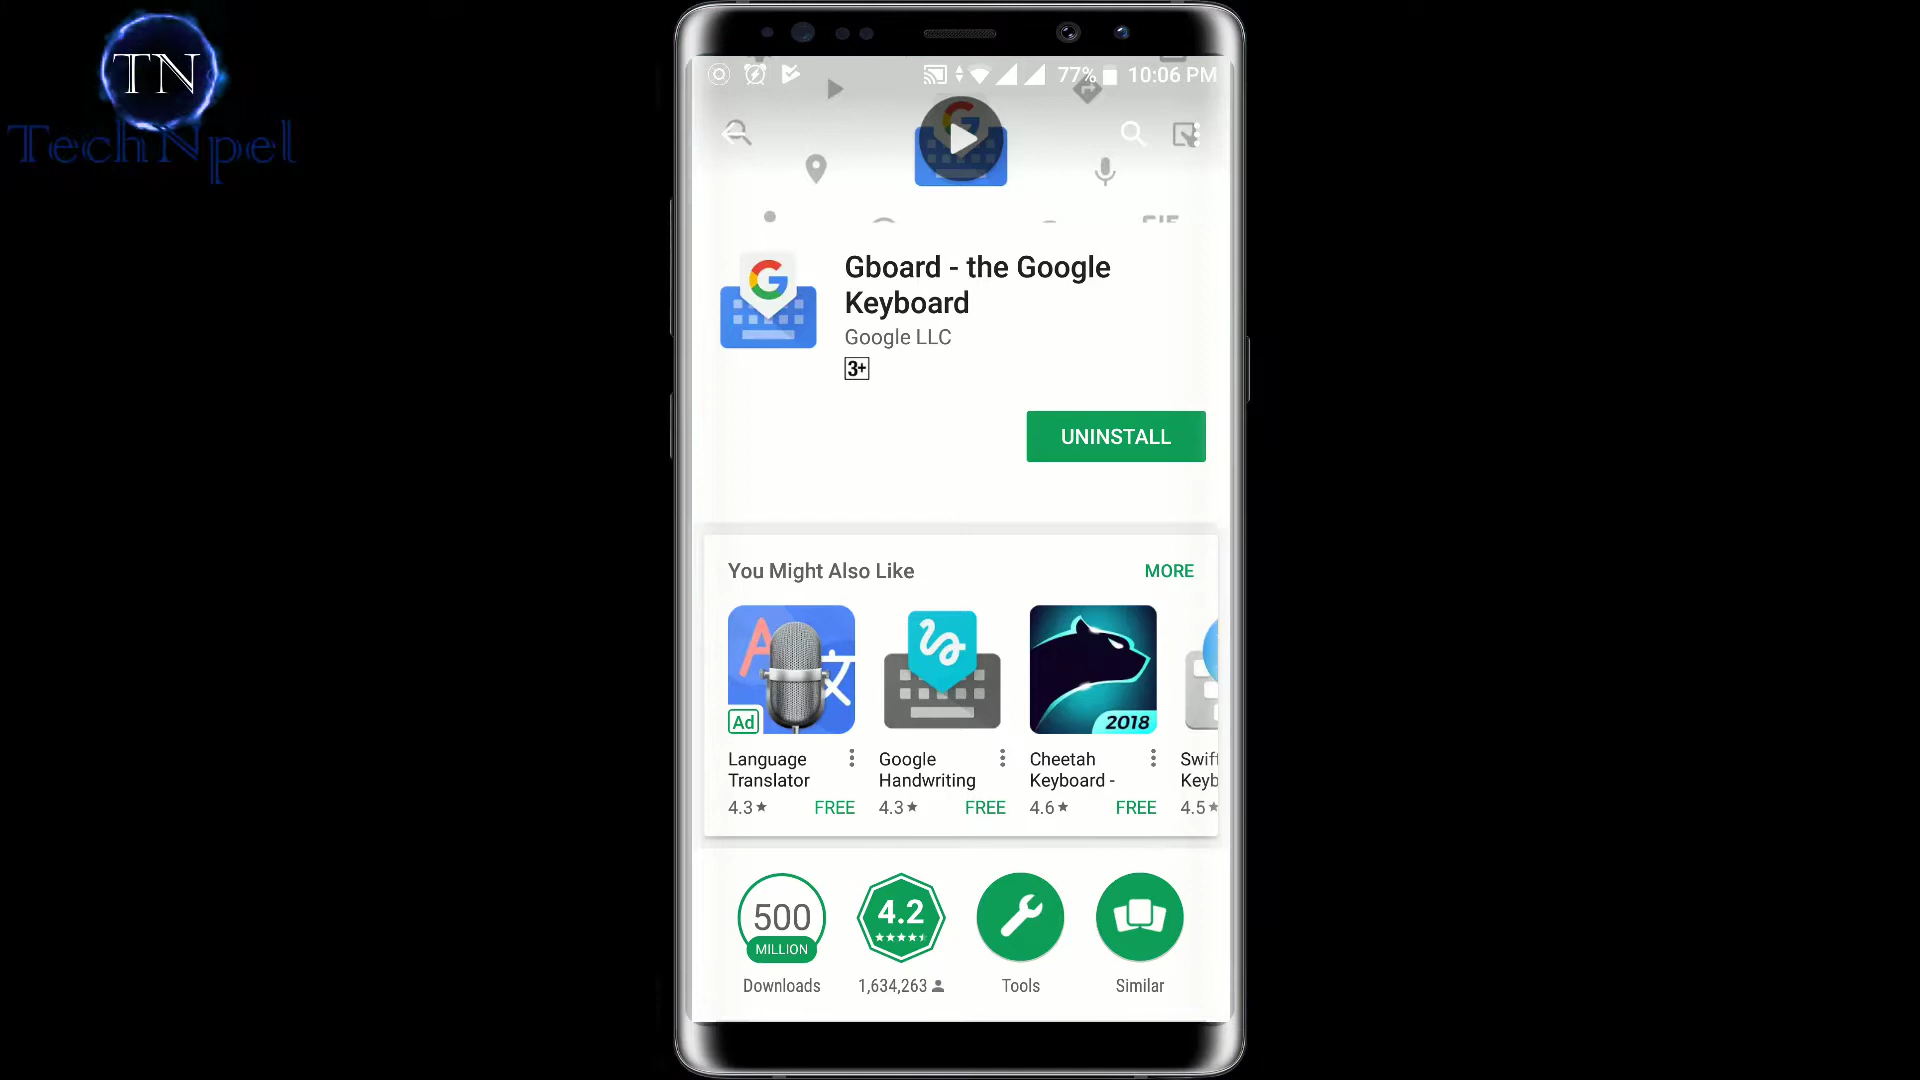 TN
TechNpel
77% 10:06 PM
Gboard - the Google
Keyboard
Google LLC
3+
UNINSTALL
You Might Also Like
MORE
Ad
2018
Language
Translator
4.3★ FREE
Google
Handwriting
4.3★ FREE
Cheetah
Keyboard -
4.6★ FREE
Swift
Keyb
4.5★
500
MILLION
Downloads
4.2
1,634,263
Tools
Similar